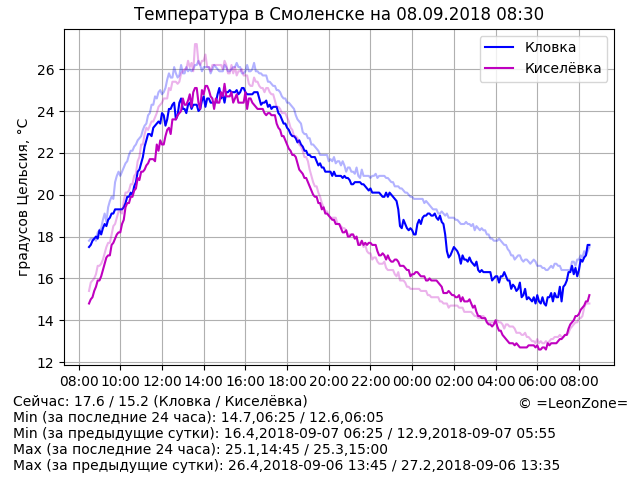 Температура в Смоленске на 08.09.2018 08:30
Кловка
Киселёвка
градусов Цельсия, °C
26
24
22
20
18
16
14
12
08:00 10:00 12:00 14:00 16:00 18:00 20:00 22:00 00:00 02:00 04:00 06:00 08:00
Сейчас: 17.6 / 15.2 (Кловка / Киселёвка)
© =LeonZone=
Min (за последние 24 часа): 14.7,06:25 / 12.6,06:05
Min (за предыдущие сутки): 16.4,2018-09-07 06:25 / 12.9,2018-09-07 05:55
Max (за последние 24 часа): 25.1,14:45 / 25.3,15:00
Max (за предыдущие сутки): 26.4,2018-09-06 13:45 / 27.2,2018-09-06 13:35